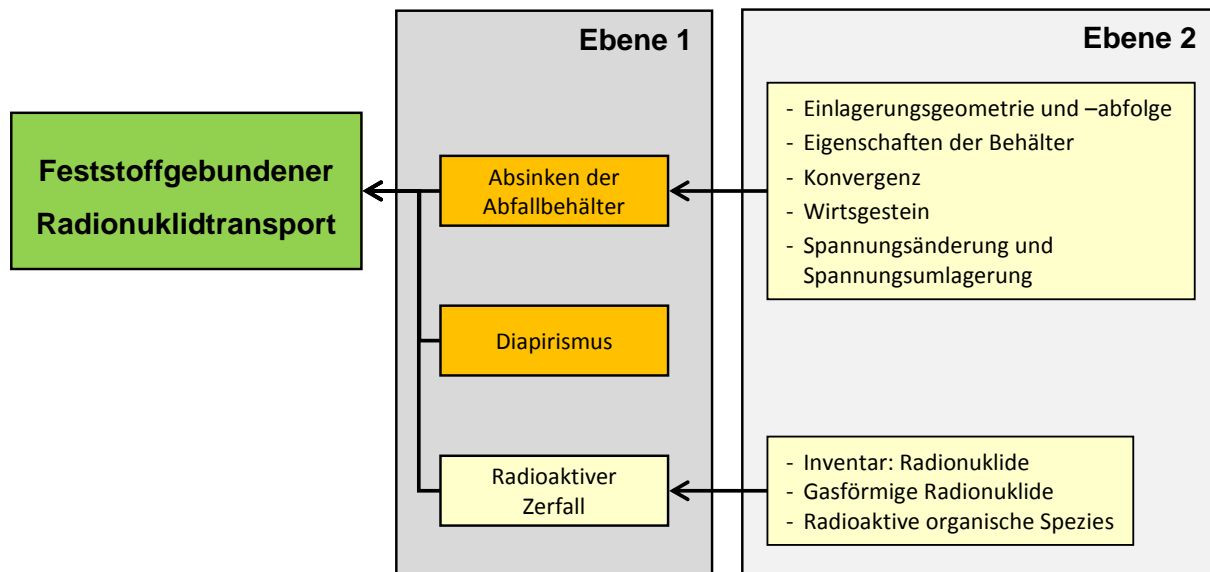 Ebene 1
Ebene 2
Feststoffgebundener
Radionuklidtransport
Absinken der
Abfallbehälter
Diapirismus
Radioaktiver
Zerfall
- Einlagerungsgeometrie und –abfolge
- Eigenschaften der Behälter
- Konvergenz
- Wirtsgestein
- Spannungsänderung und
Spannungsumlagerung
- Inventar: Radionuklide
- Gasförmige Radionuklide
- Radioaktive organische Spezies